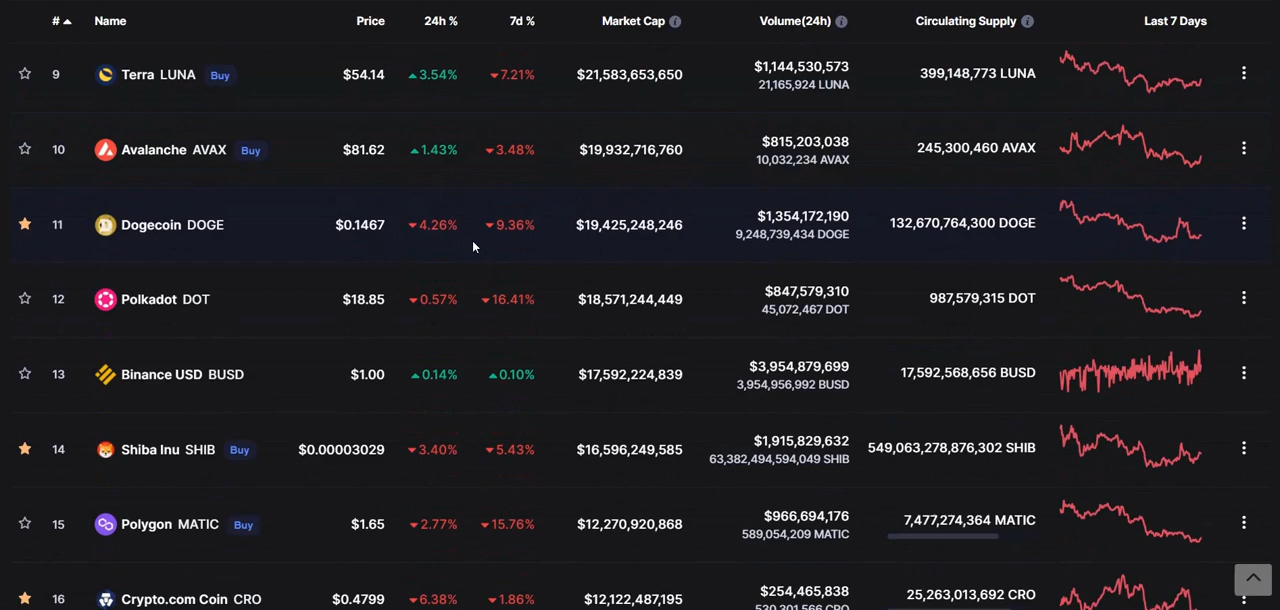 # Name Price 24h % 7d % Market Cap Volume(24h) Circulating Supply Last 7 Days
9 Terra LUNA Buy $54.14 3.54% 7.21% $21,583,653,650 $1,144,530,573 399,148,773 LUNA
21,165,924 LUNA
10 Avalanche AVAX Buy $81.62 1.43% 3.48% $19,932,716,760 $815,203,038 245,300,460 AVAX
10,032,234 AVAX
11 Dogecoin DOGE $0.1467 4.26% 9.36% $19,425,248,246 $1,354,172,190 132,670,764,300 DOGE
9,248,739,434 DOGE
12 Polkadot DOT $18.85 0.57% 16.41% $18,571,244,449 $847,579,310 987,579,315 DOT
45,072,467 DOT
13 Binance USD BUSD $1.00 0.14% 0.10% $17,592,224,839 $3,954,879,699 17,592,568,656 BUSD
3,954,956,992 BUSD
14 Shiba Inu SHIB Buy $0.00003029 3.40% 5.43% $16,596,249,585 $1,915,829,632 549,063,278,876,302 SHIB
63,382,494,594,049 SHIB
15 Polygon MATIC Buy $1.65 2.77% 15.76% $12,270,920,868 $966,694,176 7,477,274,364 MATIC
589,054,209 MATIC
16 Crypto.com Coin CRO $0.4799 6.38% 1.86% $12,122,487,195 $254,465,838 25,263,013,692 CRO
530,301,566 CRO